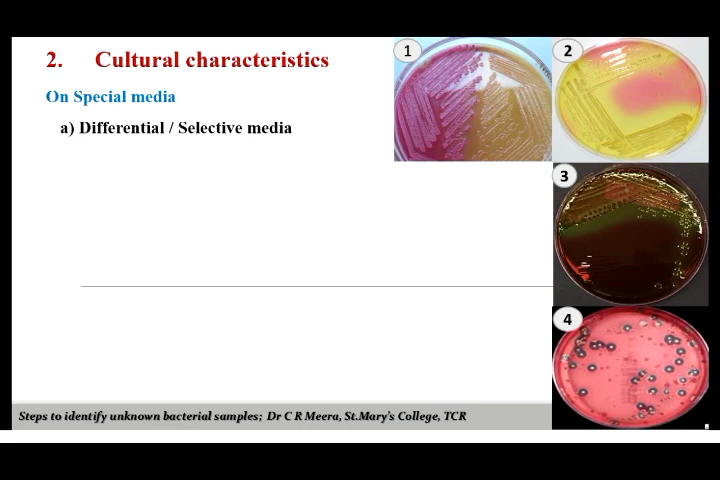 2. Cultural characteristics
On Special media
a) Differential / Selective media
1
2
3
4
Steps to identify unknown bacterial samples; Dr C R Meera, St.Mary's College, TCR